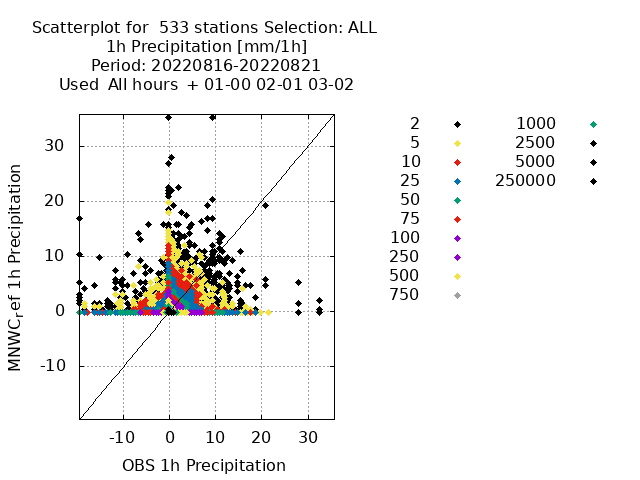 Scatterplot for  533 stations Selection: ALL
1h Precipitation [mm/1h]
Period: 20220816-20220821
Used  All hours  + 01-00 02-01 03-02
MNWC_ref 1h Precipitation
30
20
10
0
-10
-10 0 10 20 30
OBS 1h Precipitation
2
5
10
25
50
75
100
250
500
750
1000
2500
5000
250000